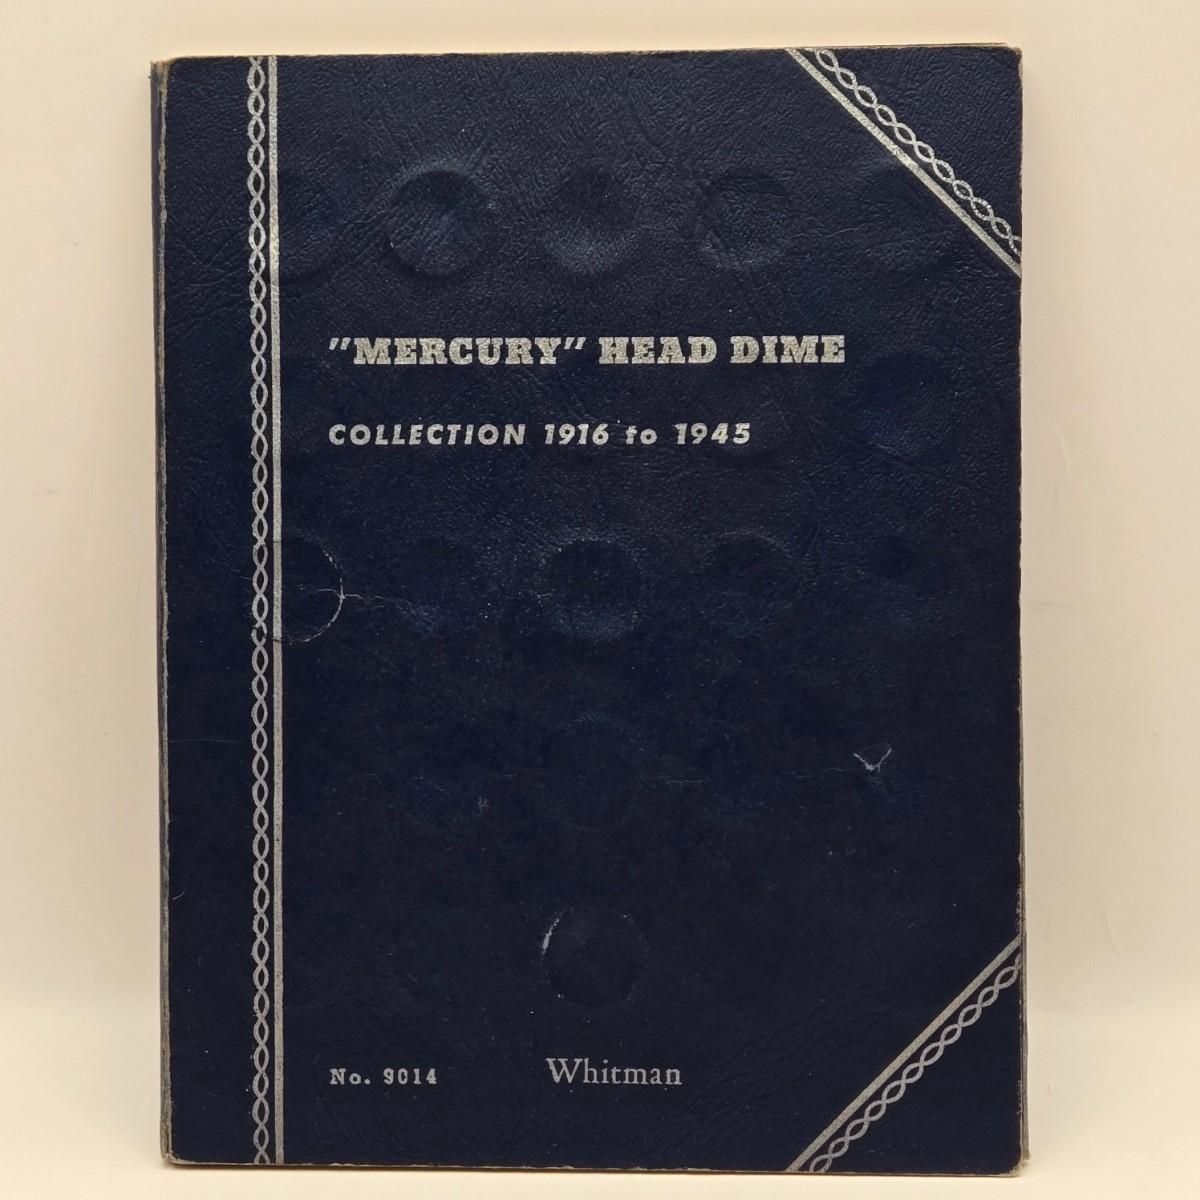 "MERCURY" HEAD DIME
COLLECTION 1916 to 1945
No. 9014
Whitman